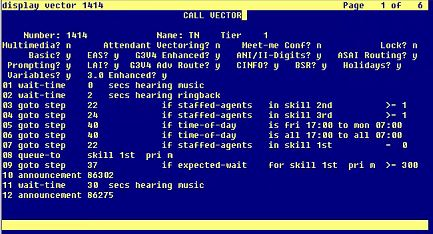 display vector 1414 Page 1 of 6
CALL VECTOR
Number: 1414 Name: TN Tier 1
Multimedia? n Attendant Vectoring? n Meet-me Conf? n Lock? n
Basic? y EAS? y G3V4 Enhanced? y ANI/II-Digits? y ASAI Routing? y
Prompting? y LAI? y G3V4 Adv Route? y CINFO? y BSR? y Holidays? y
Variables? y 3.0 Enhanced? y
01 wait-time 0 secs hearing music
02 wait-time 2 secs hearing ringback
03 goto step 22 if staffed-agents in skill 2nd >= 1
04 goto step 24 if staffed-agents in skill 3rd >= 1
05 goto step 40 if time-of-day is fri 17:00 to mon 07:00
06 goto step 40 if time-of-day is all 17:00 to all 07:00
07 goto step 22 if staffed-agents in skill 1st = 0
08 queue-to skill 1st pri m
09 goto step 37 if expected-wait for skill 1st pri m >= 300
10 announcement 86302
11 wait-time 30 secs hearing music
12 announcement 86275